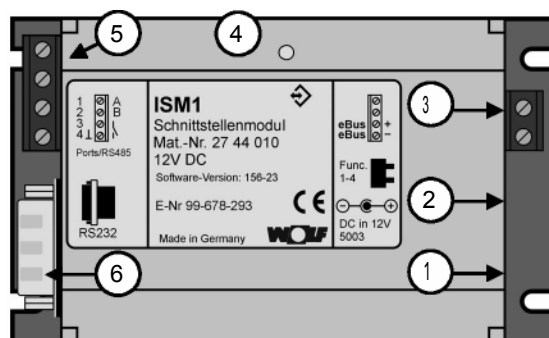 5
4
3
2
1
6
1 A
2 B
3
4
Ports/RS485
RS232
ISM1
Schnittstellenmodul
Mat.-Nr. 27 44 010
12V DC
Software-Version: 156-23
E-Nr 99-678-293
CE
Made in Germany
WOLF
eBus +
eBus –
Func.
1-4
DC in 12V
5003